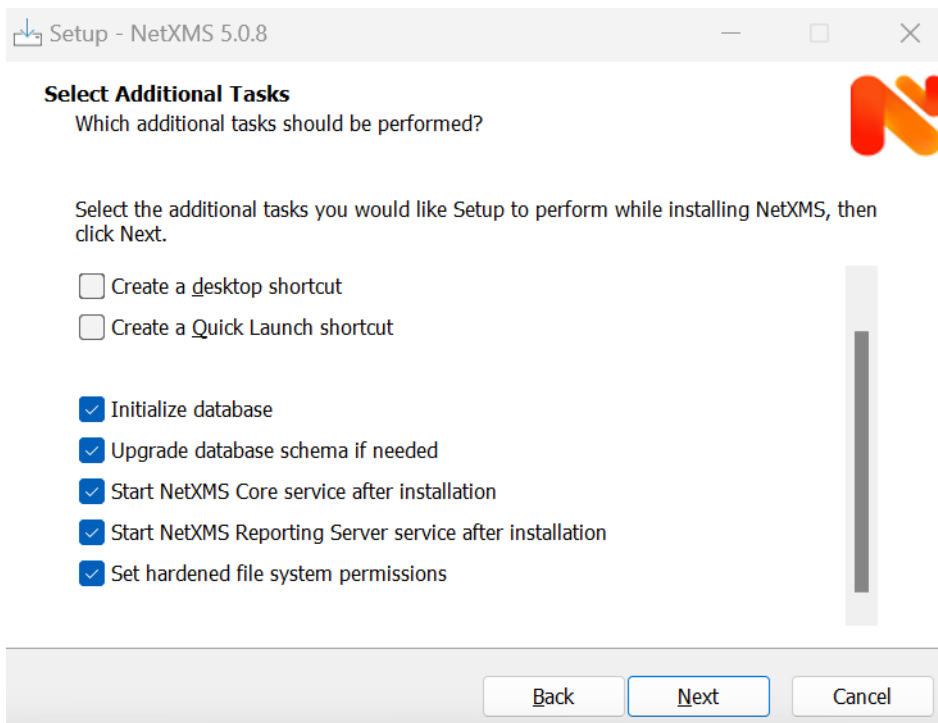 Setup - NetXMS 5.0.8
Select Additional Tasks
Which additional tasks should be performed?
Select the additional tasks you would like Setup to perform while installing NetXMS, then
click Next.
Create a desktop shortcut
Create a Quick Launch shortcut
Initialize database
Upgrade database schema if needed
Start NetXMS Core service after installation
Start NetXMS Reporting Server service after installation
Set hardened file system permissions
Back
Next
Cancel